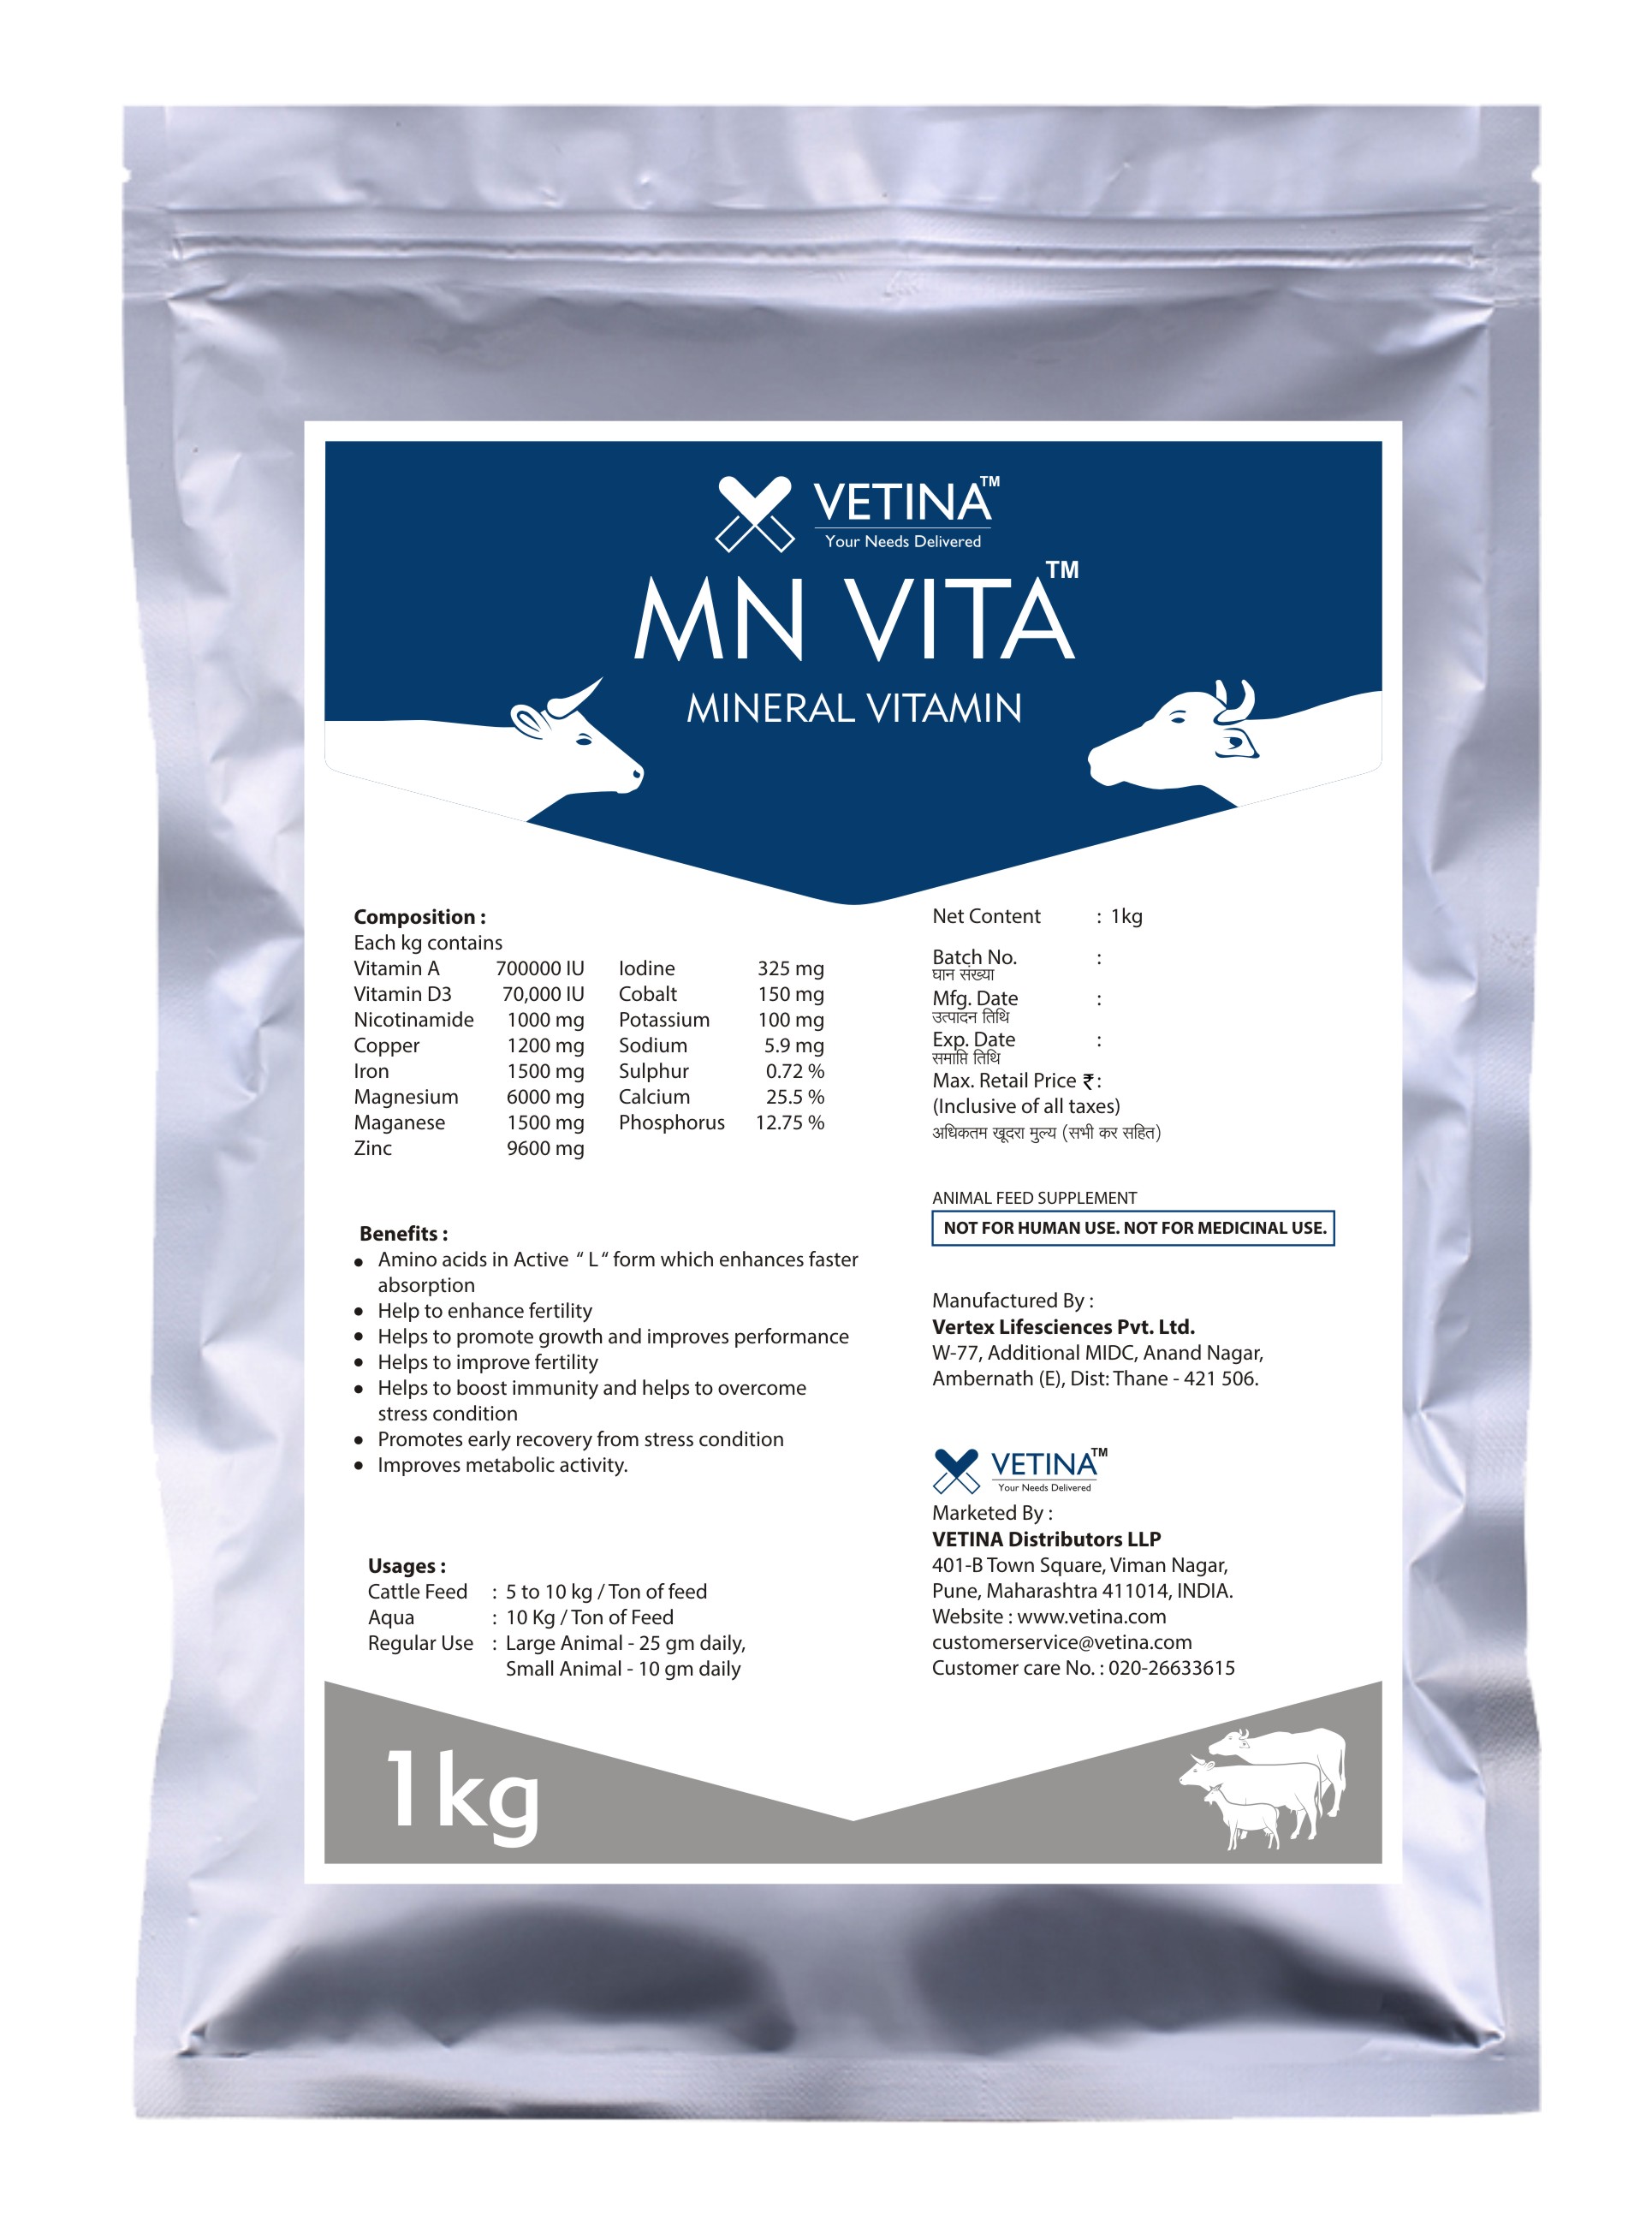 VETINA™
Your Needs Delivered
MN VITA™
MINERAL VITAMIN
Composition :
Each kg contains
Vitamin A 700000 IU
Vitamin D3 70,000 IU
Nicotinamide 1000 mg
Copper 1200 mg
Iron 1500 mg
Magnesium 6000 mg
Maganese 1500 mg
Zinc 9600 mg
Iodine 325 mg
Cobalt 150 mg
Potassium 100 mg
Sodium 5.9 mg
Sulphur 0.72 %
Calcium 25.5 %
Phosphorus 12.75 %
Benefits :
• Amino acids in Active “ L “ form which enhances faster
absorption
• Help to enhance fertility
• Helps to promote growth and improves performance
• Helps to improve fertility
• Helps to boost immunity and helps to overcome
stress condition
• Promotes early recovery from stress condition
• Improves metabolic activity.
Usages :
Cattle Feed : 5 to 10 kg / Ton of feed
Aqua : 10 Kg / Ton of Feed
Regular Use : Large Animal - 25 gm daily,
Small Animal - 10 gm daily
Net Content : 1kg
Batch No. :
घान संख्या
Mfg. Date :
उत्पादन तिथि
Exp. Date :
समाप्ति तिथि
Max. Retail Price ₹ :
(Inclusive of all taxes)
अधिकतम खूदरा मुल्य (सभी कर सहित)
ANIMAL FEED SUPPLEMENT
NOT FOR HUMAN USE. NOT FOR MEDICINAL USE.
Manufactured By :
Vertex Lifesciences Pvt. Ltd.
W-77, Additional MIDC, Anand Nagar,
Ambernath (E), Dist: Thane - 421 506.
VETINA™
Your Needs Delivered
Marketed By :
VETINA Distributors LLP
401-B Town Square, Viman Nagar,
Pune, Maharashtra 411014, INDIA.
Website : www.vetina.com
customerservice@vetina.com
Customer care No. : 020-26633615
1kg